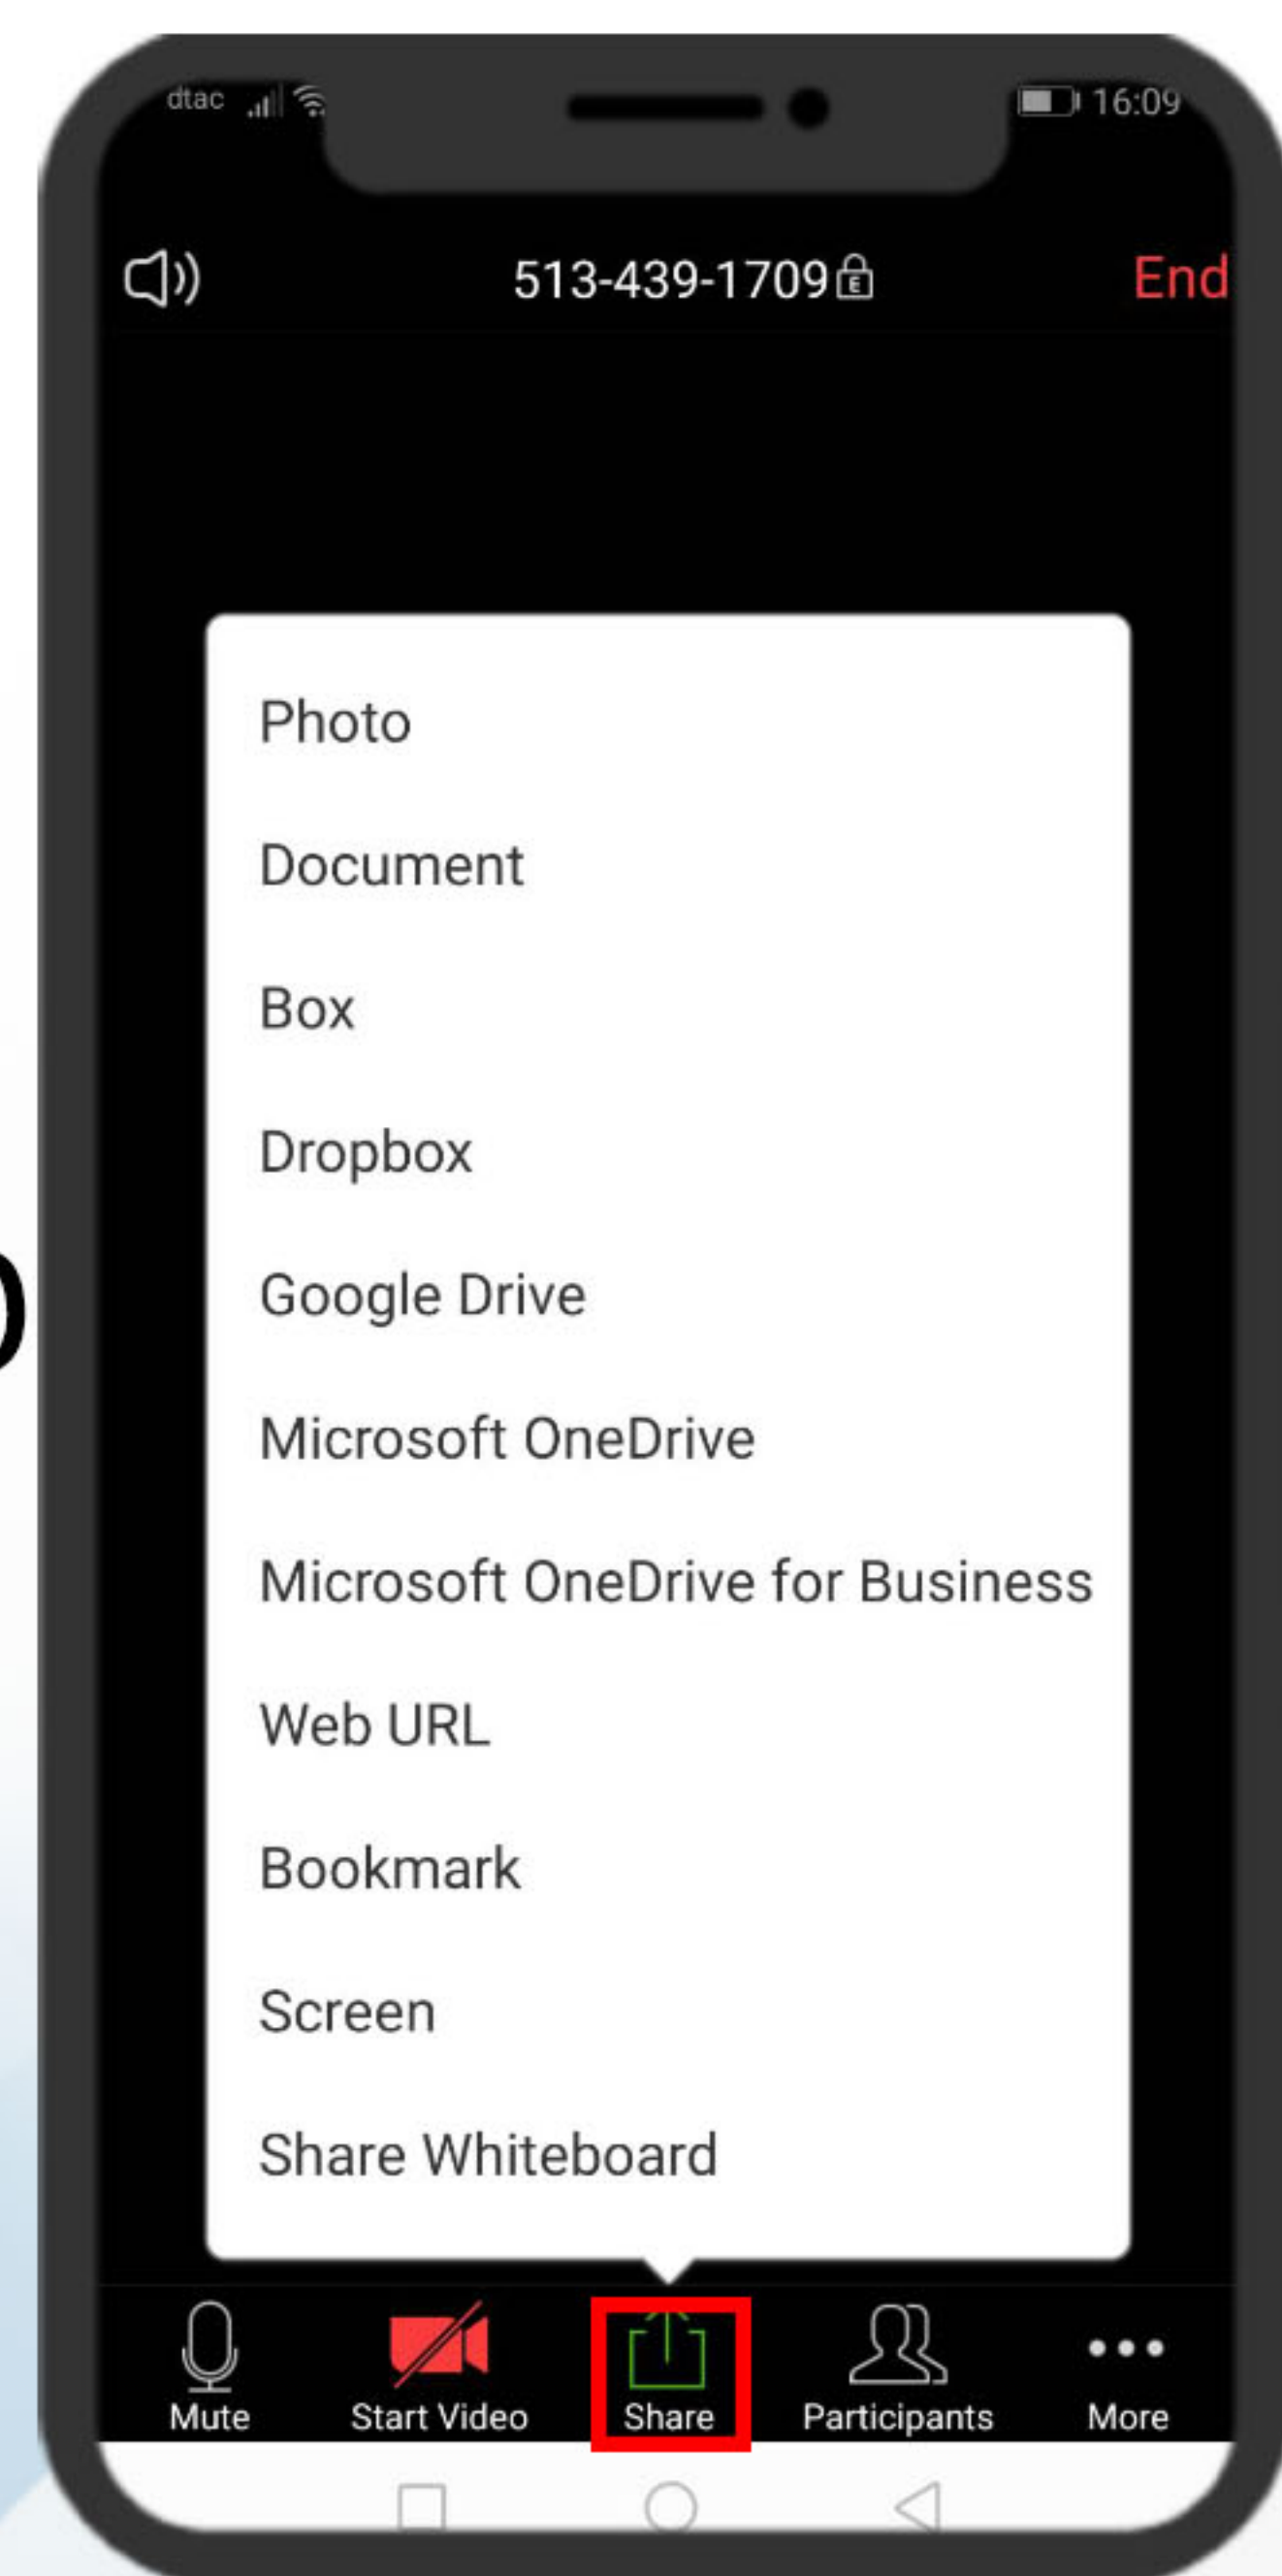 dtac
16:09
513-439-1709
End
Photo
Document
Box
Dropbox
Google Drive
Microsoft OneDrive
Microsoft OneDrive for Business
Web URL
Bookmark
Screen
Share Whiteboard
Mute
Start Video
Share
Participants
More